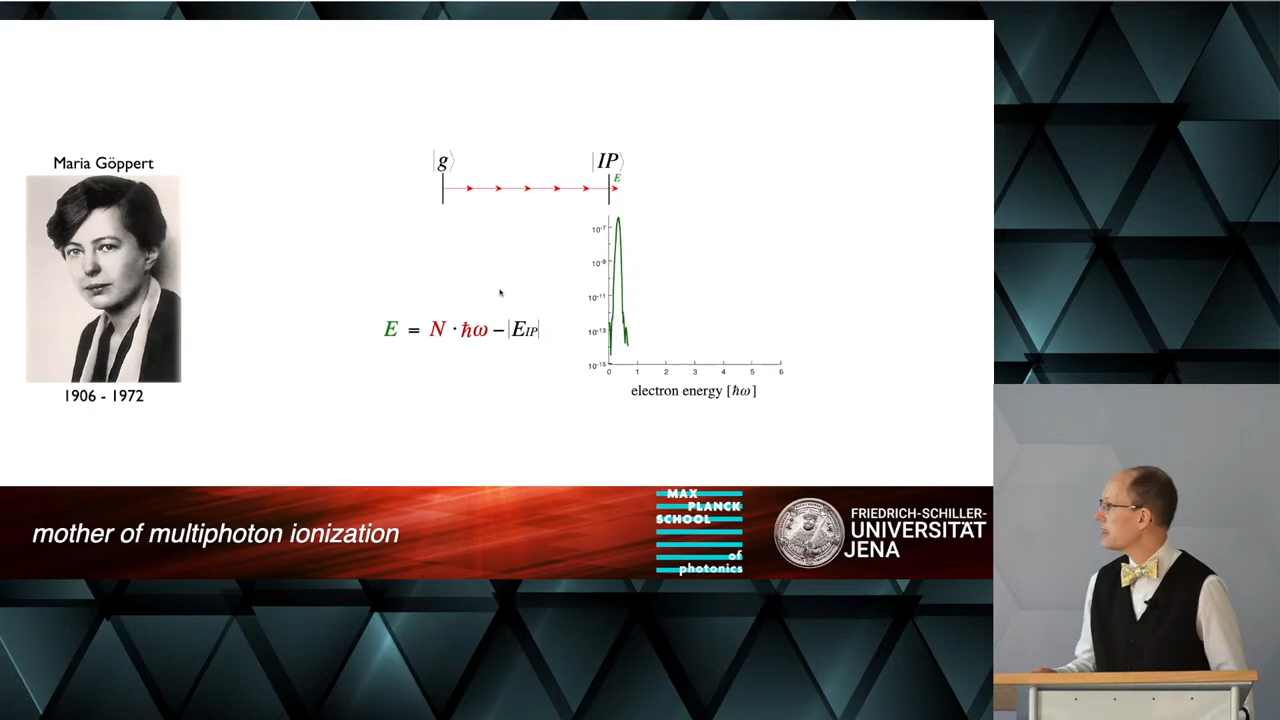 Maria Göppert
1906 - 1972
|g⟩
|IP⟩
E
E = N · ħω − |E_IP|
10⁻⁷
10⁻⁹
10⁻¹¹
10⁻¹³
10⁻¹⁵
0 1 2 3 4 5 6
electron energy [ħω]
mother of multiphoton ionization
MAX
PLANCK
SCHOOL
of
photonics
FRIEDRICH-SCHILLER-
UNIVERSITÄT
JENA